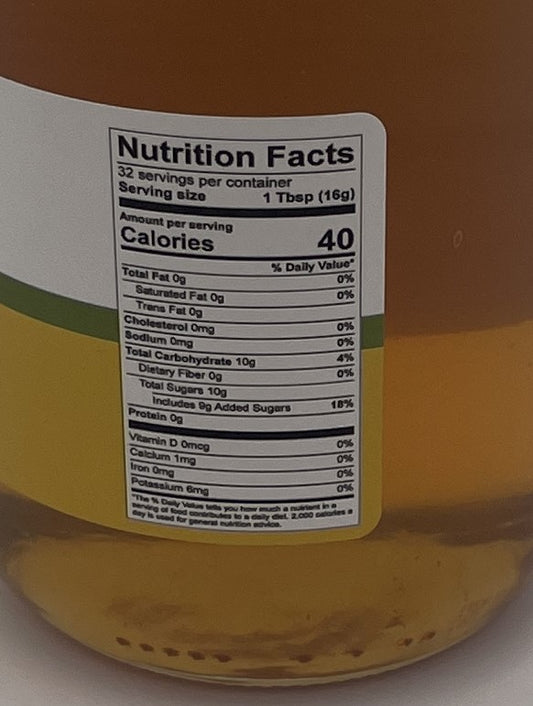 Nutrition Facts
32 servings per container
Serving size 1 Tbsp (16g)
Amount per serving
Calories 40
% Daily Value*
Total Fat 0g 0%
Saturated Fat 0g 0%
Trans Fat 0g
Cholesterol 0mg 0%
Sodium 0mg 0%
Total Carbohydrate 10g 4%
Dietary Fiber 0g 0%
Total Sugars 10g
Includes 9g Added Sugars 18%
Protein 0g
Vitamin D 0mcg 0%
Calcium 1mg 0%
Iron 0mg 0%
Potassium 6mg 0%
*The % Daily Value tells you how much a nutrient in a
serving of food contributes to a daily diet. 2,000 calories a
day is used for general nutrition advice.